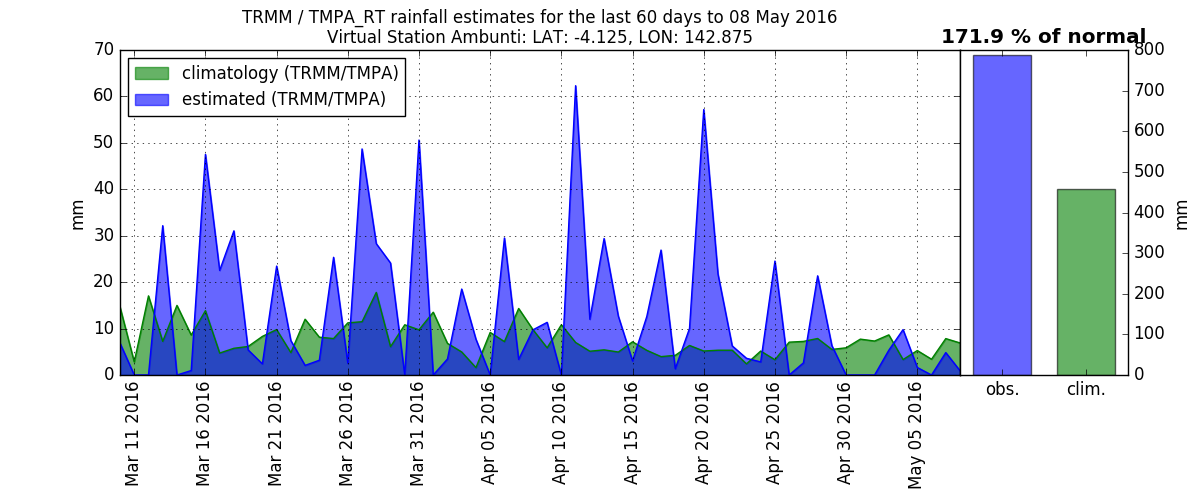 TRMM / TMPA_RT rainfall estimates for the last 60 days to 08 May 2016
Virtual Station Ambunti: LAT: -4.125, LON: 142.875
171.9 % of normal
climatology (TRMM/TMPA)
estimated (TRMM/TMPA)
70
60
50
40
30
20
10
0
mm
Mar 11 2016
Mar 16 2016
Mar 21 2016
Mar 26 2016
Mar 31 2016
Apr 05 2016
Apr 10 2016
Apr 15 2016
Apr 20 2016
Apr 25 2016
Apr 30 2016
May 05 2016
obs.
clim.
800
700
600
500
400
300
200
100
0
mm